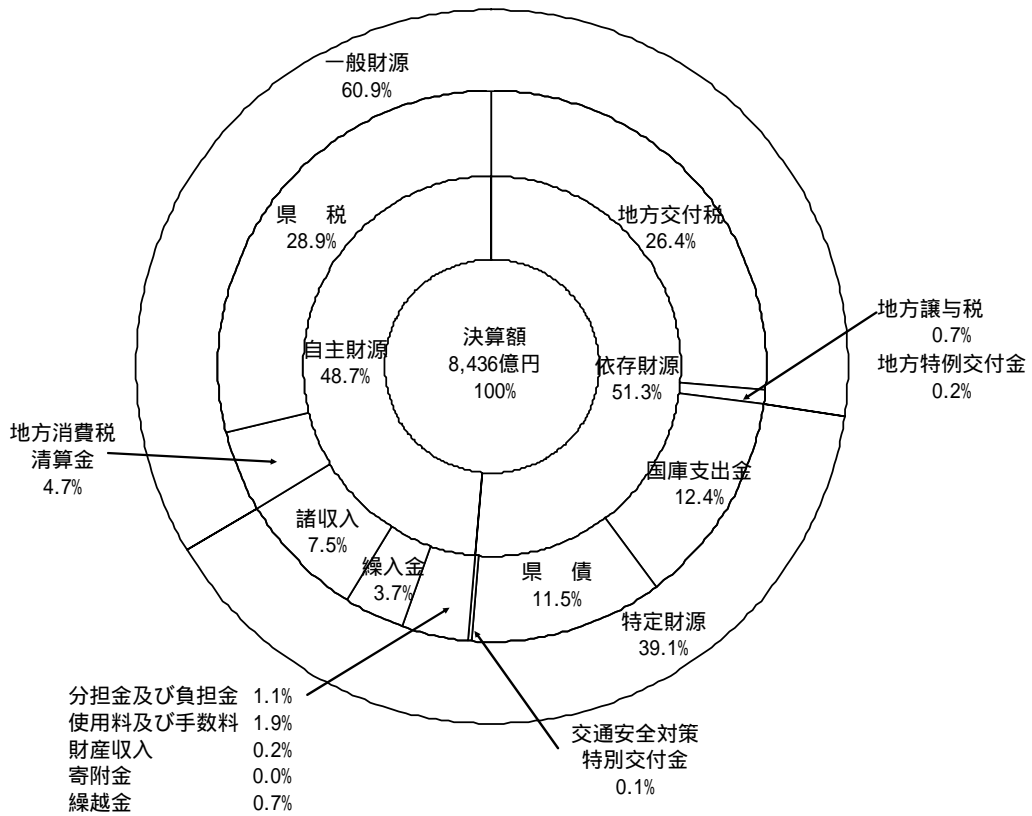 一般財源
60.9%
県 税
28.9%
地方交付税
26.4%
地方譲与税
0.7%
地方特例交付金
0.2%
決算額
8,436億円
100%
自主財源
48.7%
依存財源
51.3%
地方消費税
清算金
4.7%
国庫支出金
12.4%
諸収入
7.5%
繰入金
3.7%
県 債
11.5%
特定財源
39.1%
分担金及び負担金 1.1%
使用料及び手数料 1.9%
財産収入 0.2%
寄附金 0.0%
繰越金 0.7%
交通安全対策
特別交付金
0.1%